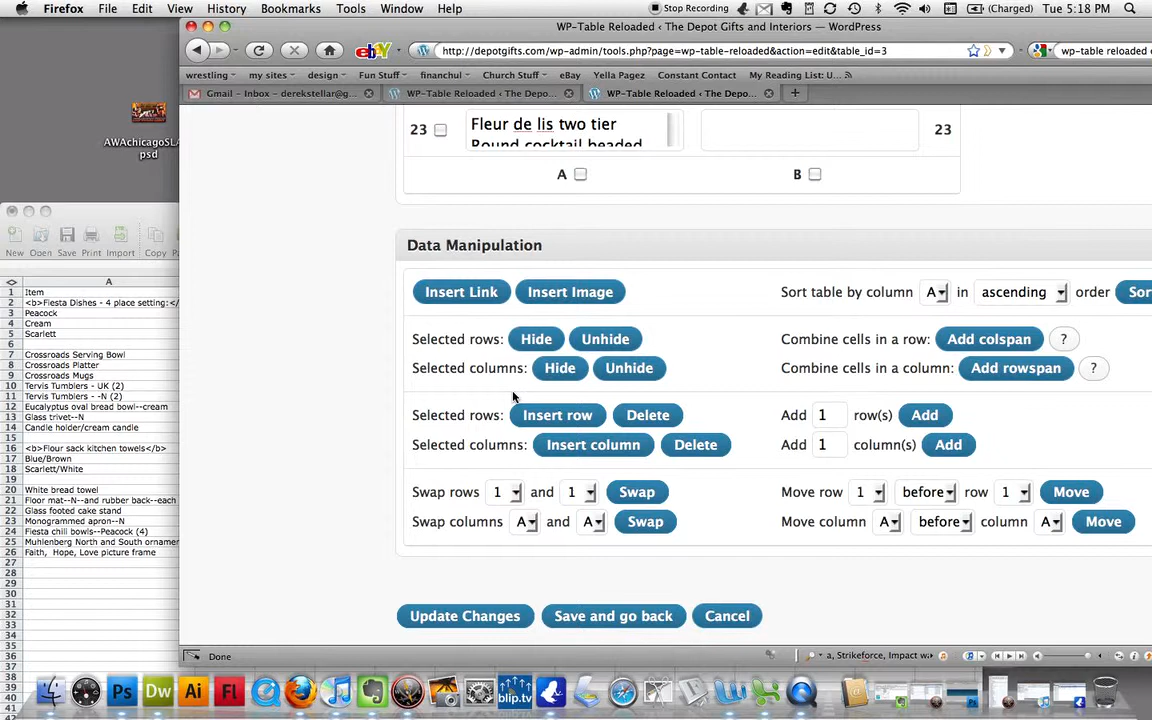 Firefox File Edit View History Bookmarks Tools Window Help Stop Recording (Charged) Tue 5:18 PM
WP-Table Reloaded ‹ The Depot Gifts and Interiors — WordPress
http://depotgifts.com/wp-admin/tools.php?page=wp-table-reloaded&action=edit&table_id=3 wp-table reloaded
wrestling my sites design Fun Stuff financhul Church Stuff eBay Yella Pagez Constant Contact My Reading List: U...
Gmail - Inbox - derekstellar@g... WP-Table Reloaded ‹ The Depo... WP-Table Reloaded ‹ The Depo...
AWAchicagoSLA
psd
23 Fleur de lis two tier 23
Round cocktail beaded
A B
Data Manipulation
Insert Link Insert Image Sort table by column A in ascending order Sor
Selected rows: Hide Unhide Combine cells in a row: Add colspan ?
Selected columns: Hide Unhide Combine cells in a column: Add rowspan ?
Selected rows: Insert row Delete Add 1 row(s) Add
Selected columns: Insert column Delete Add 1 column(s) Add
Swap rows 1 and 1 Swap Move row 1 before row 1 Move
Swap columns A and A Swap Move column A before column A Move
Update Changes Save and go back Cancel
Done a, Strikeforce, Impact w
New Open Save Print Import Copy
A
1 Item
2 <b>Fiesta Dishes - 4 place setting:</
3 Peacock
4 Cream
5 Scarlett
6
7 Crossroads Serving Bowl
8 Crossroads Platter
9 Crossroads Mugs
10 Tervis Tumblers - UK (2)
11 Tervis Tumblers - -N (2)
12 Eucalyptus oval bread bowl--cream
13 Glass trivet--N
14 Candle holder/cream candle
15
16 <b>Flour sack kitchen towels</b>
17 Blue/Brown
18 Scarlett/White
19
20 White bread towel
21 Floor mat--N--and rubber back--each
22 Glass footed cake stand
23 Monogrammed apron--N
24 Fiesta chill bowls--Peacock (4)
25 Muhlenberg North and South ornamen
26 Faith, Hope, Love picture frame
27
28
29
30
31
32
33
34
35
36
37
38
39
40
41
42
Ps Dw Ai Fl blip.tv